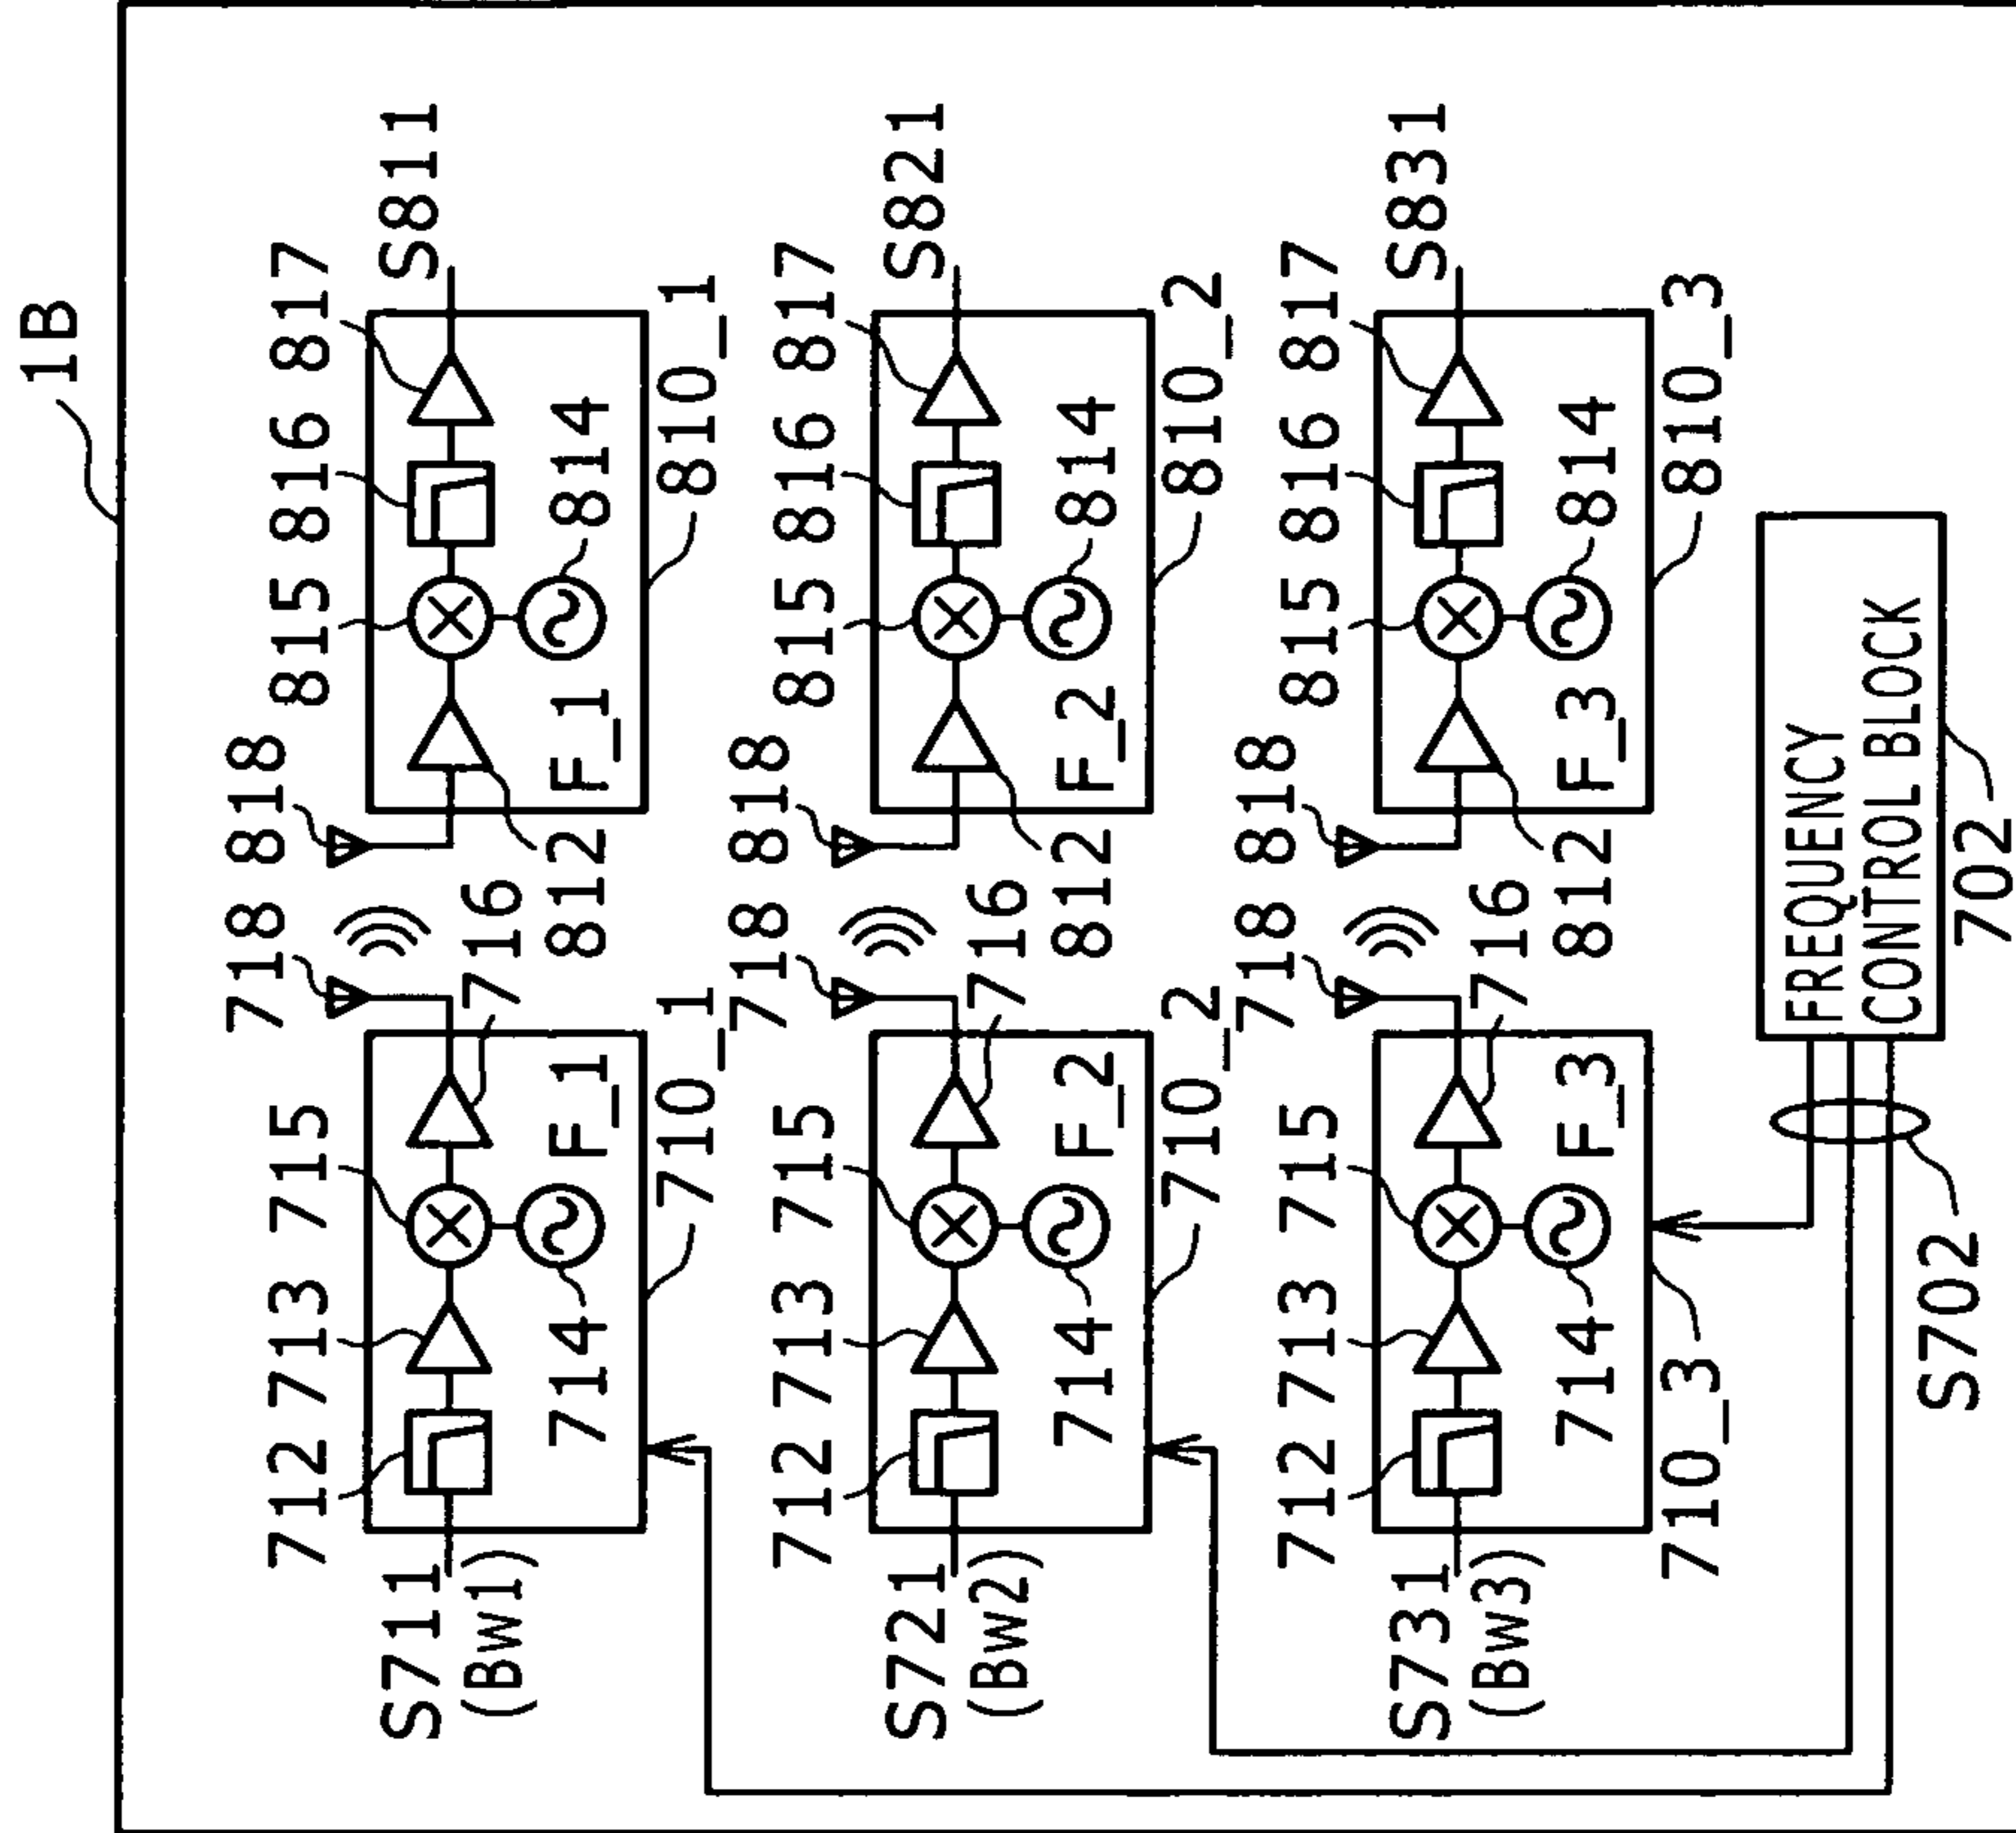 1B
718 818
712 713 715 815 816 817
S711
(Bw1)
S811
714 F_1
716
812
F_1 814
710_1
810_1
718 818
712 713 715 815 816 817
S721
(Bw2)
S821
714 F_2
716
812
F_2 814
710_2
810_2
718 818
712 713 715 815 816 817
S731
(Bw3)
S831
714 F_3
716
812
F_3 814
710_3
810_3
FREQUENCY
CONTROL BLOCK
S702
702